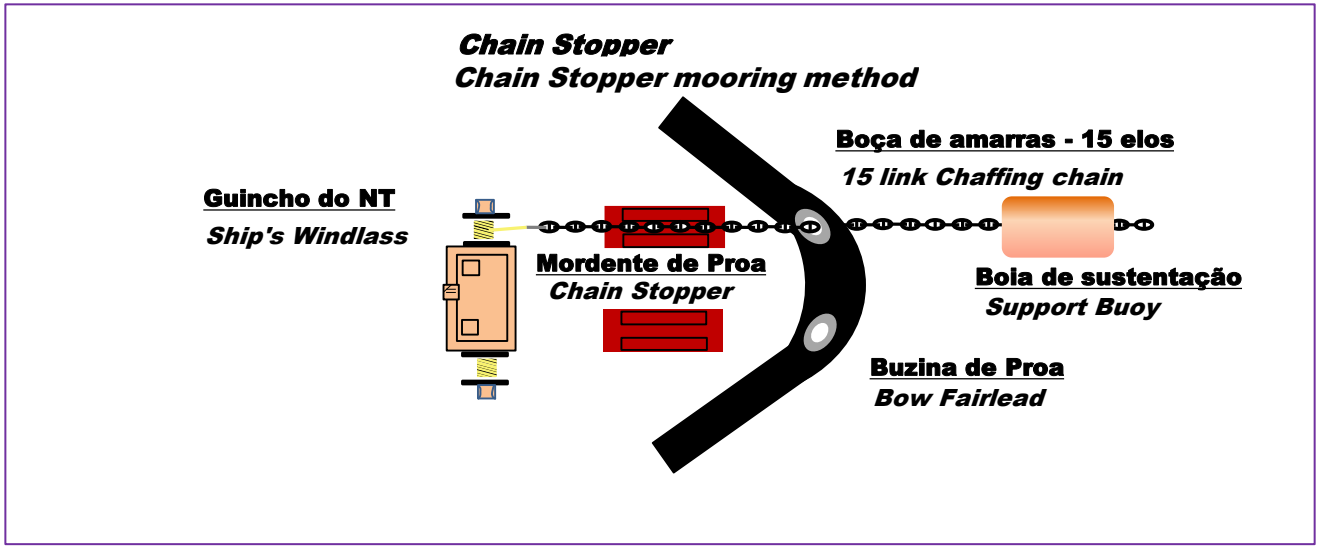 Chain Stopper
Chain Stopper mooring method
Boça de amarras - 15 elos
15 link Chaffing chain
Guincho do NT
Ship's Windlass
Mordente de Proa
Chain Stopper
Boia de sustentação
Support Buoy
Buzina de Proa
Bow Fairlead